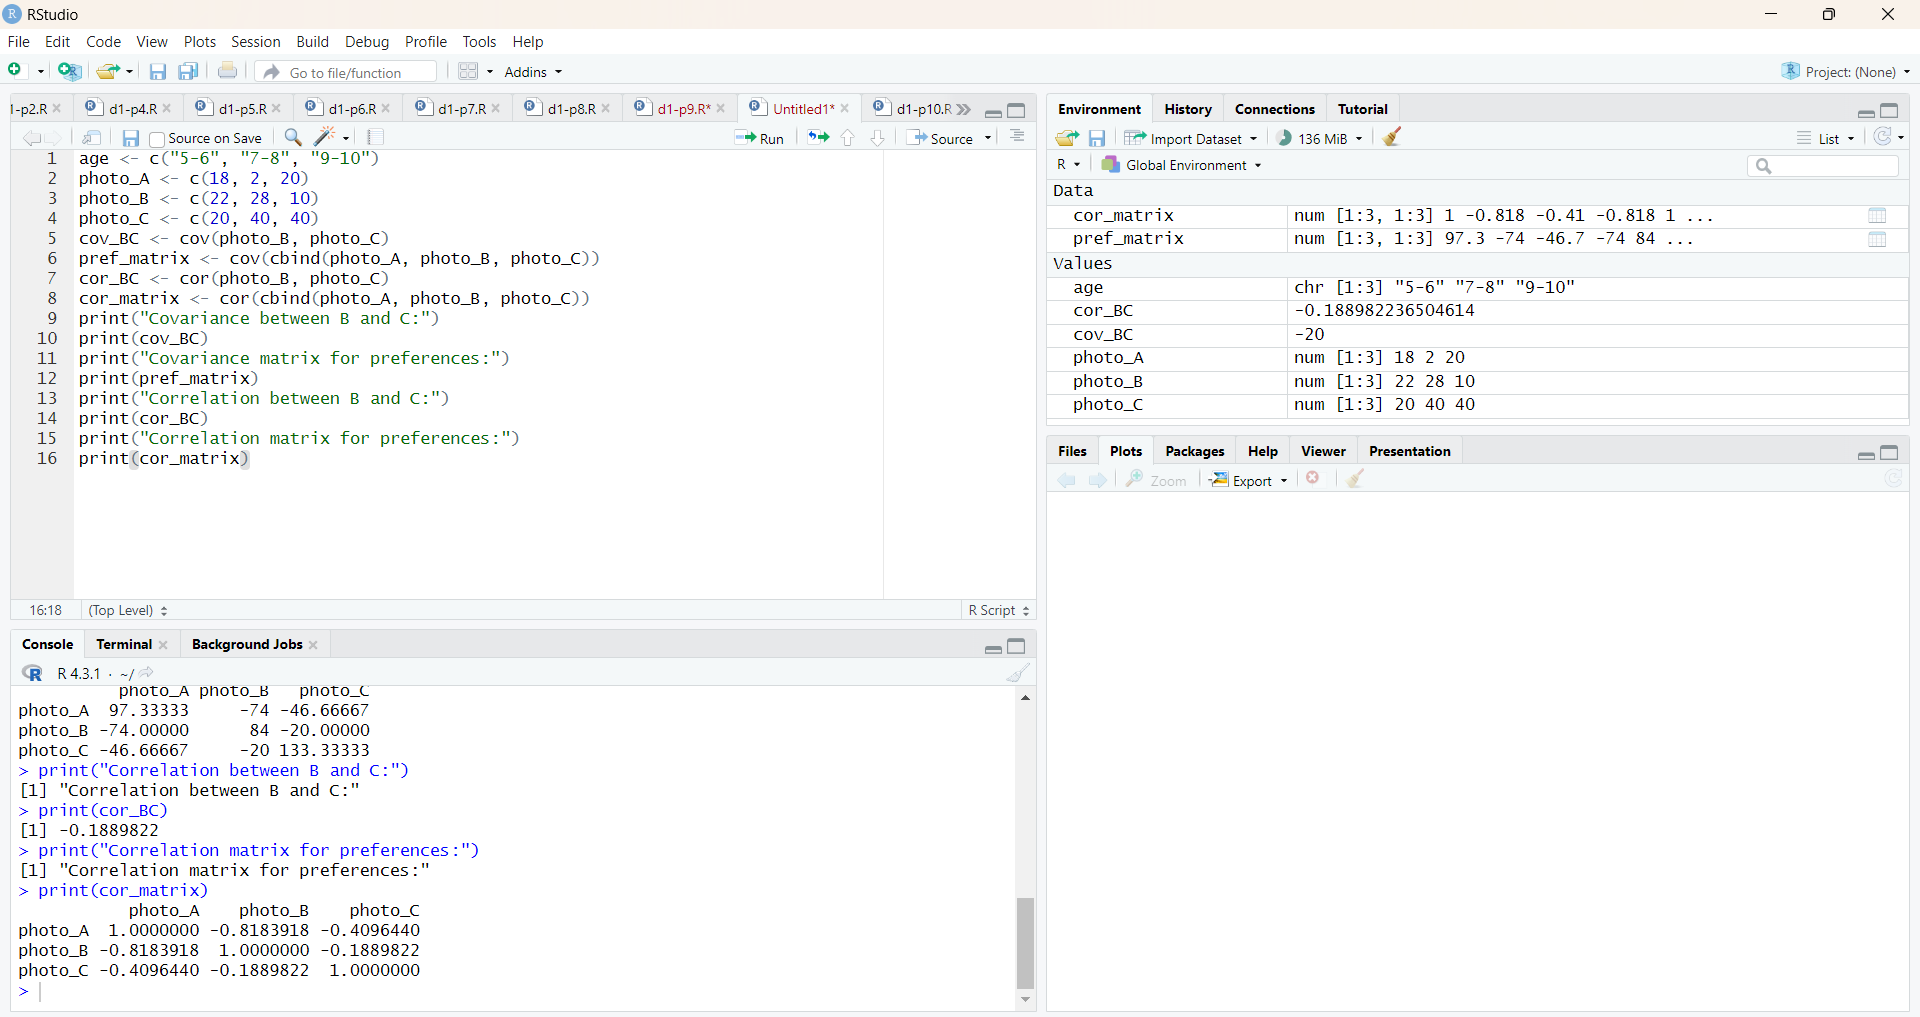 RStudio
File Edit Code View Plots Session Build Debug Profile Tools Help
Go to file/function Addins Project: (None)
1-p2.R d1-p4.R d1-p5.R d1-p6.R d1-p7.R d1-p8.R d1-p9.R* Untitled1* d1-p10.R
Source on Save Run Source
1 age <- c("5-6", "7-8", "9-10")
2 photo_A <- c(18, 2, 20)
3 photo_B <- c(22, 28, 10)
4 photo_C <- c(20, 40, 40)
5 cov_BC <- cov(photo_B, photo_C)
6 pref_matrix <- cov(cbind(photo_A, photo_B, photo_C))
7 cor_BC <- cor(photo_B, photo_C)
8 cor_matrix <- cor(cbind(photo_A, photo_B, photo_C))
9 print("Covariance between B and C:")
10 print(cov_BC)
11 print("Covariance matrix for preferences:")
12 print(pref_matrix)
13 print("Correlation between B and C:")
14 print(cor_BC)
15 print("Correlation matrix for preferences:")
16 print(cor_matrix)
16:18 (Top Level) R Script
Console Terminal Background Jobs
R 4.3.1 · ~/
photo_A photo_B photo_C
photo_A 97.33333 -74 -46.66667
photo_B -74.00000 84 -20.00000
photo_C -46.66667 -20 133.33333
> print("Correlation between B and C:")
[1] "Correlation between B and C:"
> print(cor_BC)
[1] -0.1889822
> print("Correlation matrix for preferences:")
[1] "Correlation matrix for preferences:"
> print(cor_matrix)
photo_A photo_B photo_C
photo_A 1.0000000 -0.8183918 -0.4096440
photo_B -0.8183918 1.0000000 -0.1889822
photo_C -0.4096440 -0.1889822 1.0000000
>
Environment History Connections Tutorial
Import Dataset 136 MiB List
R Global Environment
Data
cor_matrix num [1:3, 1:3] 1 -0.818 -0.41 -0.818 1 ...
pref_matrix num [1:3, 1:3] 97.3 -74 -46.7 -74 84 ...
Values
age chr [1:3] "5-6" "7-8" "9-10"
cor_BC -0.188982236504614
cov_BC -20
photo_A num [1:3] 18 2 20
photo_B num [1:3] 22 28 10
photo_C num [1:3] 20 40 40
Files Plots Packages Help Viewer Presentation
Zoom Export